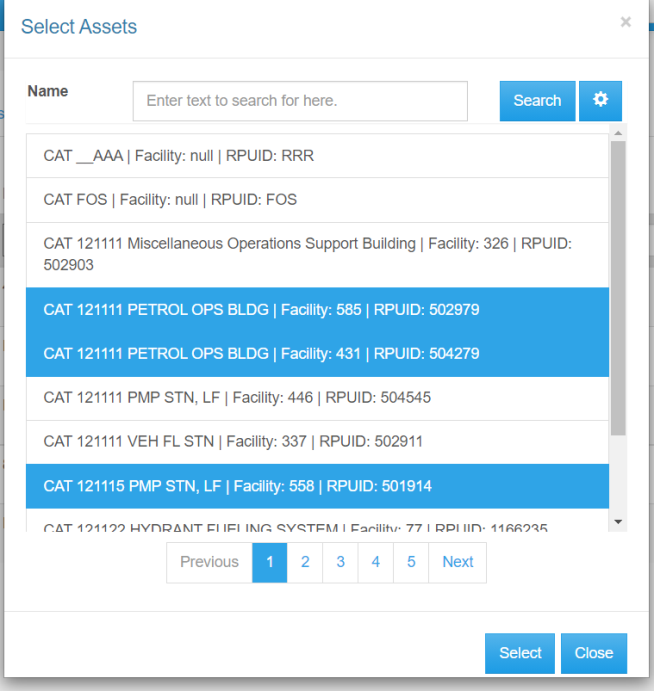 Select Assets
×
Name
Enter text to search for here.
Search
CAT __AAA | Facility: null | RPUID: RRR
CAT FOS | Facility: null | RPUID: FOS
CAT 121111 Miscellaneous Operations Support Building | Facility: 326 | RPUID:
502903
CAT 121111 PETROL OPS BLDG | Facility: 585 | RPUID: 502979
CAT 121111 PETROL OPS BLDG | Facility: 431 | RPUID: 504279
CAT 121111 PMP STN, LF | Facility: 446 | RPUID: 504545
CAT 121111 VEH FL STN | Facility: 337 | RPUID: 502911
CAT 121115 PMP STN, LF | Facility: 558 | RPUID: 501914
CAT 121122 HYDRANT FUELING SYSTEM | Facility: 77 | RPUID: 1166235
Previous 1 2 3 4 5 Next
Select Close